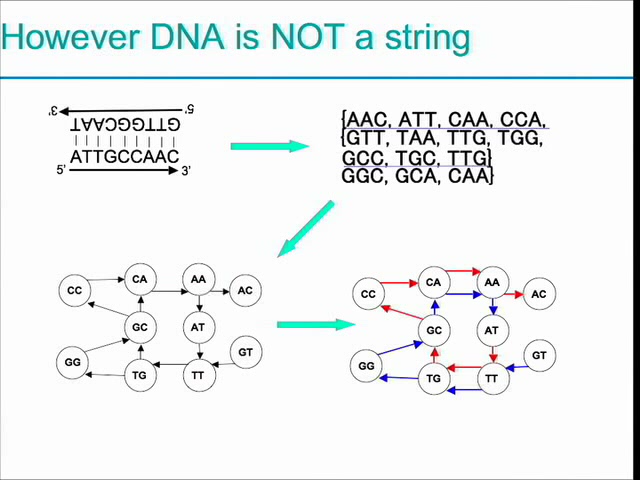 However DNA is NOT a string
3' 5'
GTTGGCAAT
ATTGCCAAC
5' 3'
{AAC, ATT, CAA, CCA,
{GTT, TAA, TTG, TGG,
GCC, TGC, TTG}
GGC, GCA, CAA}
CC CA AA AC
GC AT
GG TG TT GT
CC CA AA AC
GC AT
GG TG TT GT